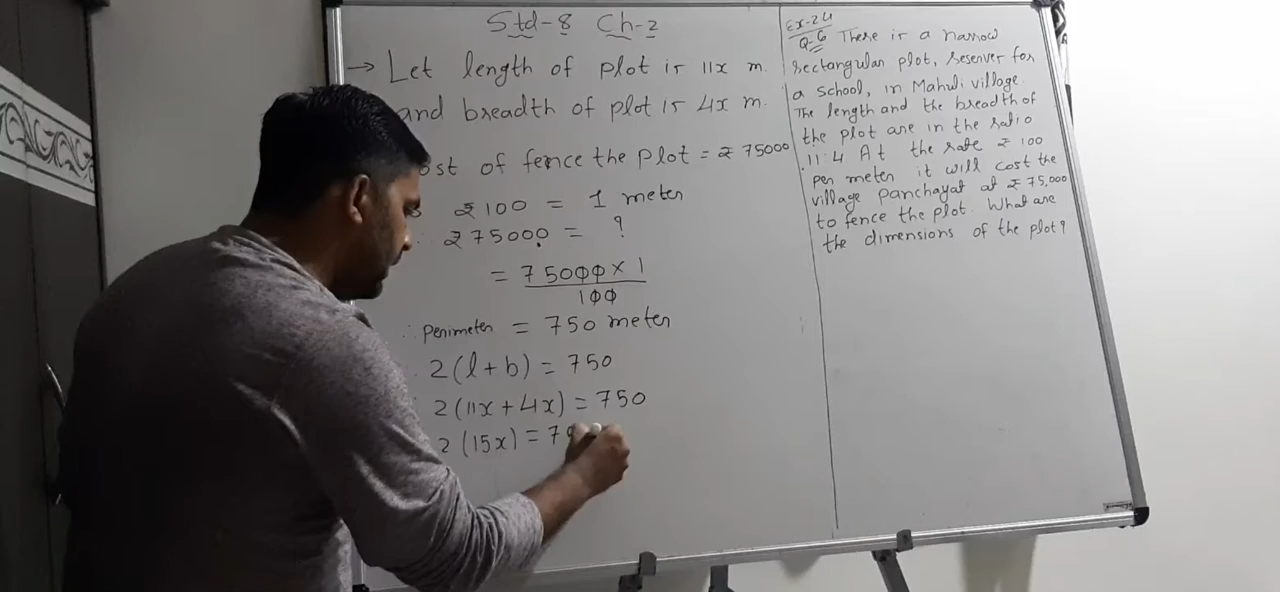 Std-8 Ch-2
→ Let length of plot is 11x m.
and breadth of plot is 4x m.
ost of fence the plot = ₹ 75000
₹100 = 1 meter
₹75000 = ?
= 75000 × 1
100
∴ perimeter = 750 meter
2(l+b) = 750
2(11x+4x) = 750
2(15x) = 7
Ex-2.4
Q-6 There is a narrow
rectangular plot, reserver for
a school, in Mahuli village.
The length and the breadth of
the plot are in the ratio
11:4 At the rate ₹ 100
per meter it will cost the
village panchayat at ₹ 75,000
to fence the plot. What are
the dimensions of the plot?